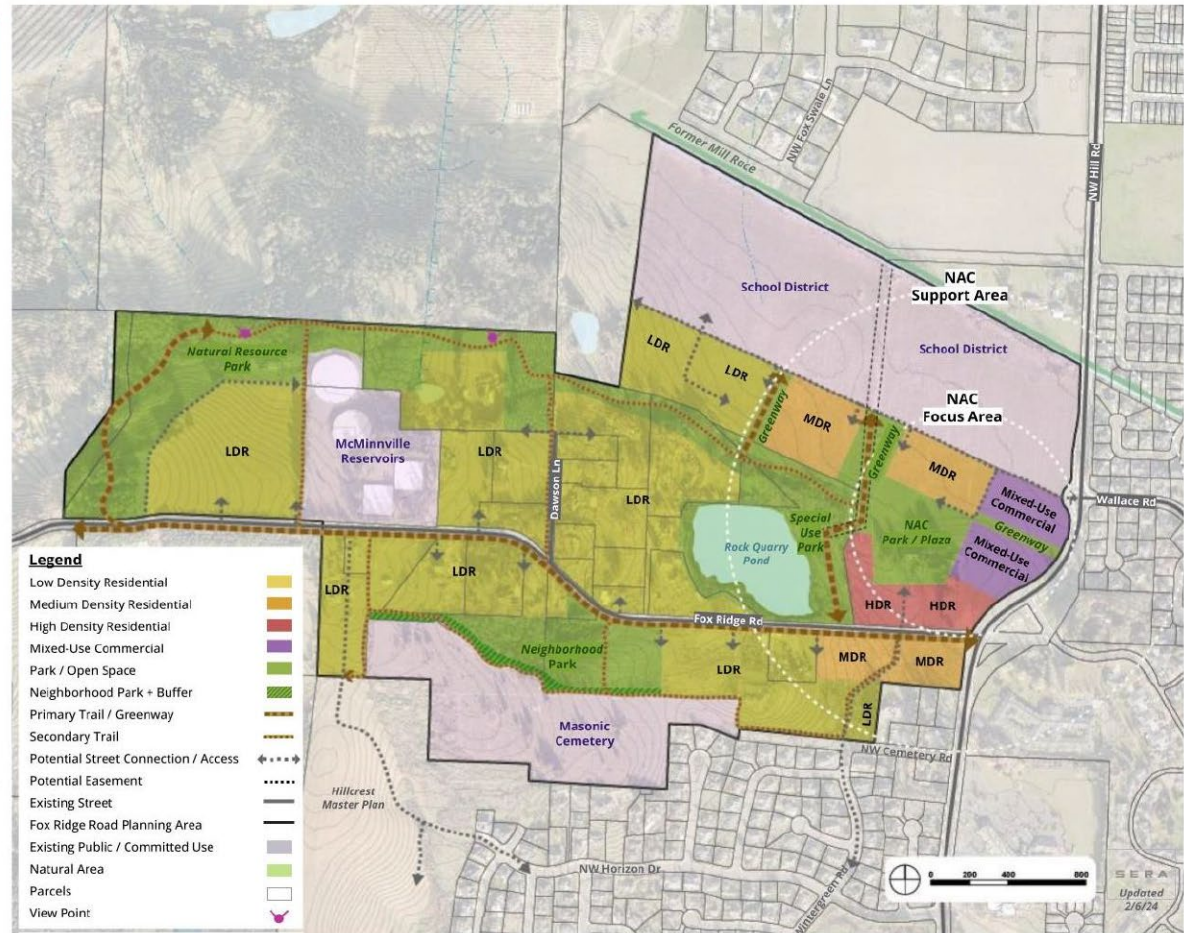 Former Mill Race
NW Fox Swale Ln
NW Hill Rd
School District
NAC
Support Area
School District
NAC
Focus Area
LDR
LDR
Greenway
MDR
Greenway
MDR
Mixed-Use
Commercial
Greenway
Mixed-Use
Commercial
Wallace Rd
Natural Resource
Park
LDR
McMinnville
Reservoirs
LDR
Dawson Ln
LDR
Special
Use
Park
Rock Quarry
Pond
NAC
Park / Plaza
HDR
HDR
LDR
LDR
Fox Ridge Rd
Neighborhood
Park
LDR
MDR
MDR
LDR
Masonic
Cemetery
NW Cemetery Rd
Hillcrest
Master Plan
NW Horizon Dr
Wintergreen Rd
Legend
Low Density Residential
Medium Density Residential
High Density Residential
Mixed-Use Commercial
Park / Open Space
Neighborhood Park + Buffer
Primary Trail / Greenway
Secondary Trail
Potential Street Connection / Access
Potential Easement
Existing Street
Fox Ridge Road Planning Area
Existing Public / Committed Use
Natural Area
Parcels
View Point
0 200 400 800
SERA
Updated
2/6/24